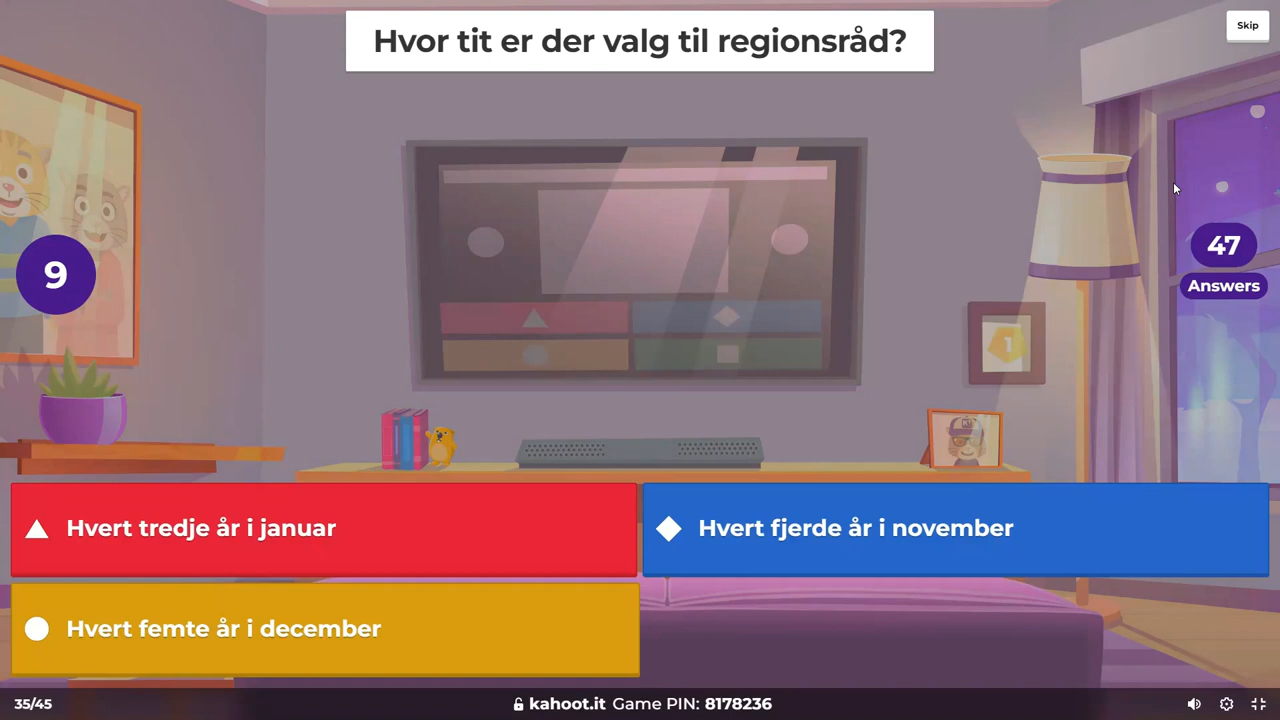 Hvor tit er der valg til regionsråd?
Skip
9
47
Answers
1
Hvert tredje år i januar
Hvert fjerde år i november
Hvert femte år i december
35/45
kahoot.it Game PIN: 8178236